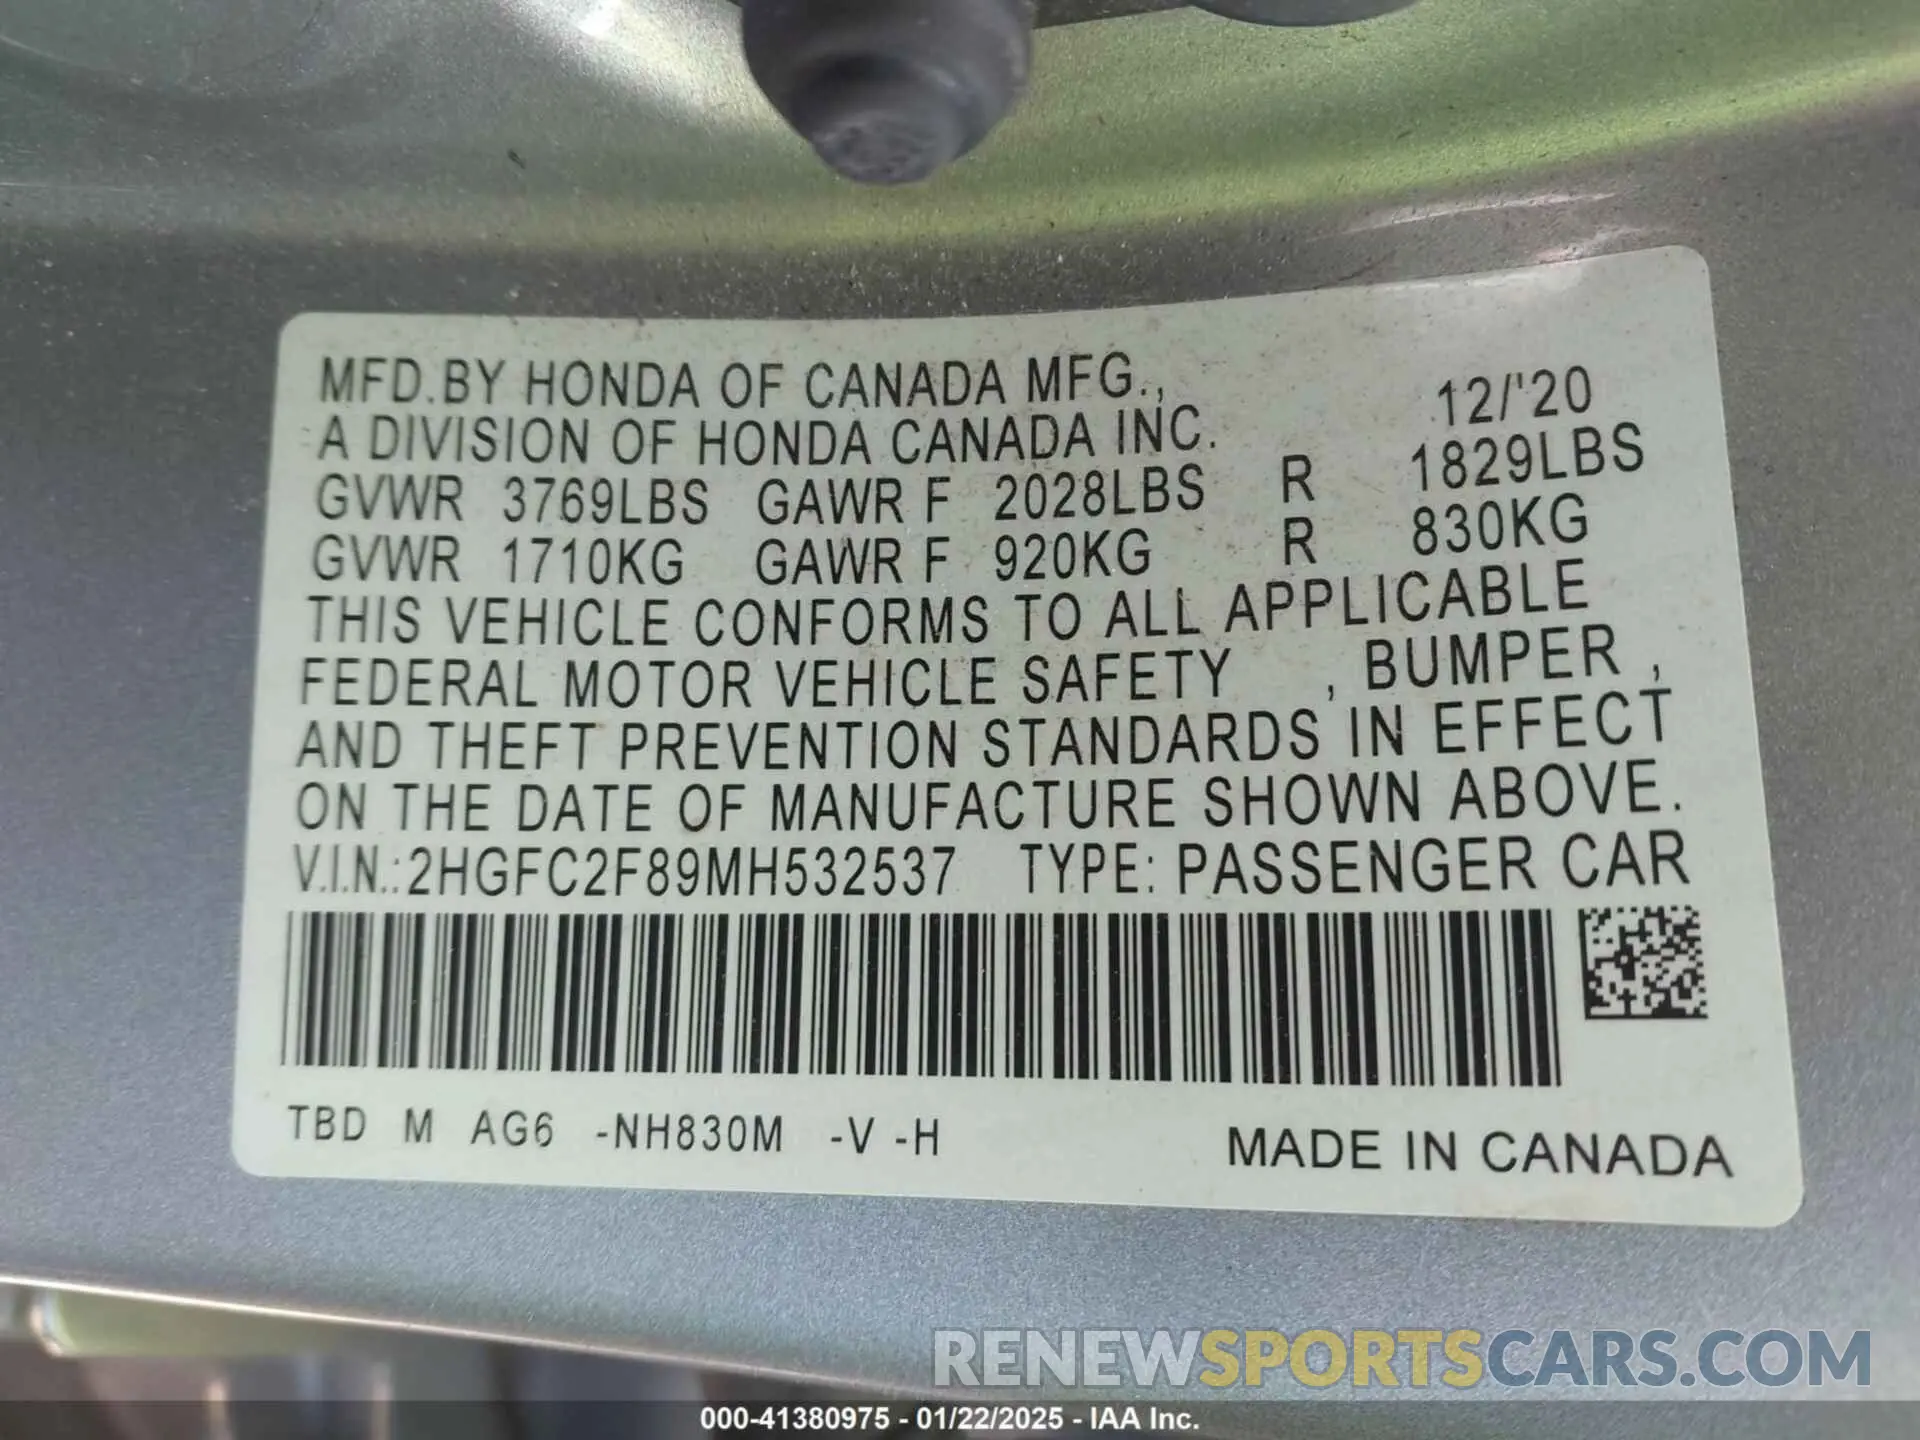 MFD.BY HONDA OF CANADA MFG., 12/'20
A DIVISION OF HONDA CANADA INC.
GVWR 3769LBS GAWR F 2028LBS R 1829LBS
GVWR 1710KG GAWR F 920KG R 830KG
THIS VEHICLE CONFORMS TO ALL APPLICABLE
FEDERAL MOTOR VEHICLE SAFETY , BUMPER ,
AND THEFT PREVENTION STANDARDS IN EFFECT
ON THE DATE OF MANUFACTURE SHOWN ABOVE.
V.I.N.:2HGFC2F89MH532537 TYPE: PASSENGER CAR
TBD M AG6 -NH830M -V -H MADE IN CANADA
RENEWSPORTSCARS.COM
000-41380975 - 01/22/2025 - IAA Inc.